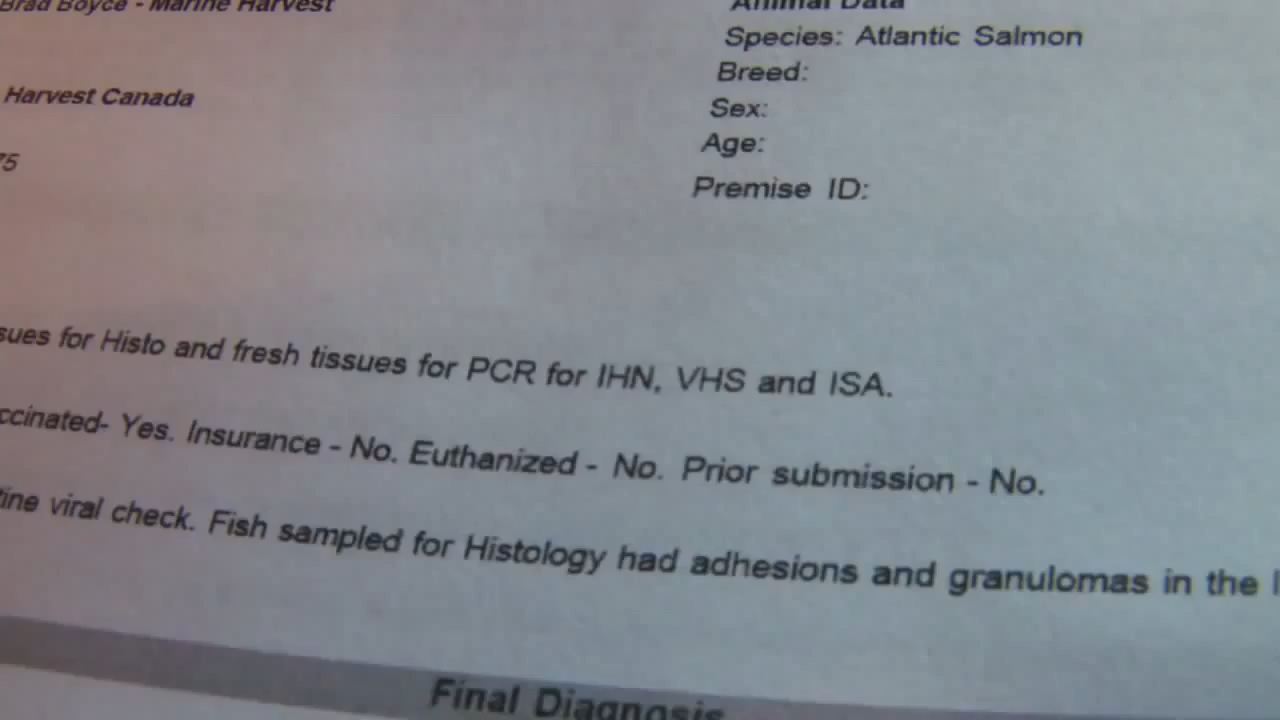 Brad Boyce - Marine Harvest
Animal Data
Species: Atlantic Salmon
Breed:
Harvest Canada
Sex:
Age:
75
Premise ID:
sues for Histo and fresh tissues for PCR for IHN, VHS and ISA.
ccinated- Yes. Insurance - No. Euthanized - No. Prior submission - No.
tine viral check. Fish sampled for Histology had adhesions and granulomas in the
Final Diagnosis